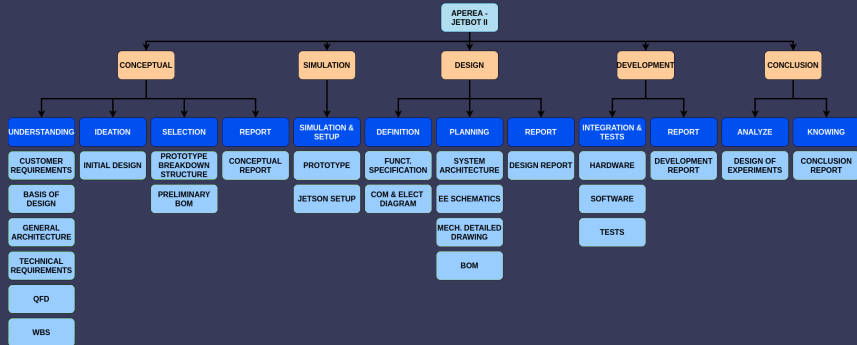 APEREA -
JETBOT II
CONCEPTUAL
SIMULATION
DESIGN
DEVELOPMENT
CONCLUSION
UNDERSTANDING
IDEATION
SELECTION
REPORT
SIMULATION &
SETUP
DEFINITION
PLANNING
REPORT
INTEGRATION &
TESTS
REPORT
ANALYZE
KNOWING
CUSTOMER
REQUIREMENTS
INITIAL DESIGN
PROTOTYPE
BREAKDOWN
STRUCTURE
CONCEPTUAL
REPORT
PROTOTYPE
FUNCT.
SPECIFICATION
SYSTEM
ARCHITECTURE
DESIGN REPORT
HARDWARE
DEVELOPMENT
REPORT
DESIGN OF
EXPERIMENTS
CONCLUSION
REPORT
BASIS OF
DESIGN
PRELIMINARY
BOM
JETSON SETUP
COM & ELECT
DIAGRAM
EE SCHEMATICS
SOFTWARE
GENERAL
ARCHITECTURE
MECH. DETAILED
DRAWING
TESTS
TECHNICAL
REQUIREMENTS
BOM
QFD
WBS